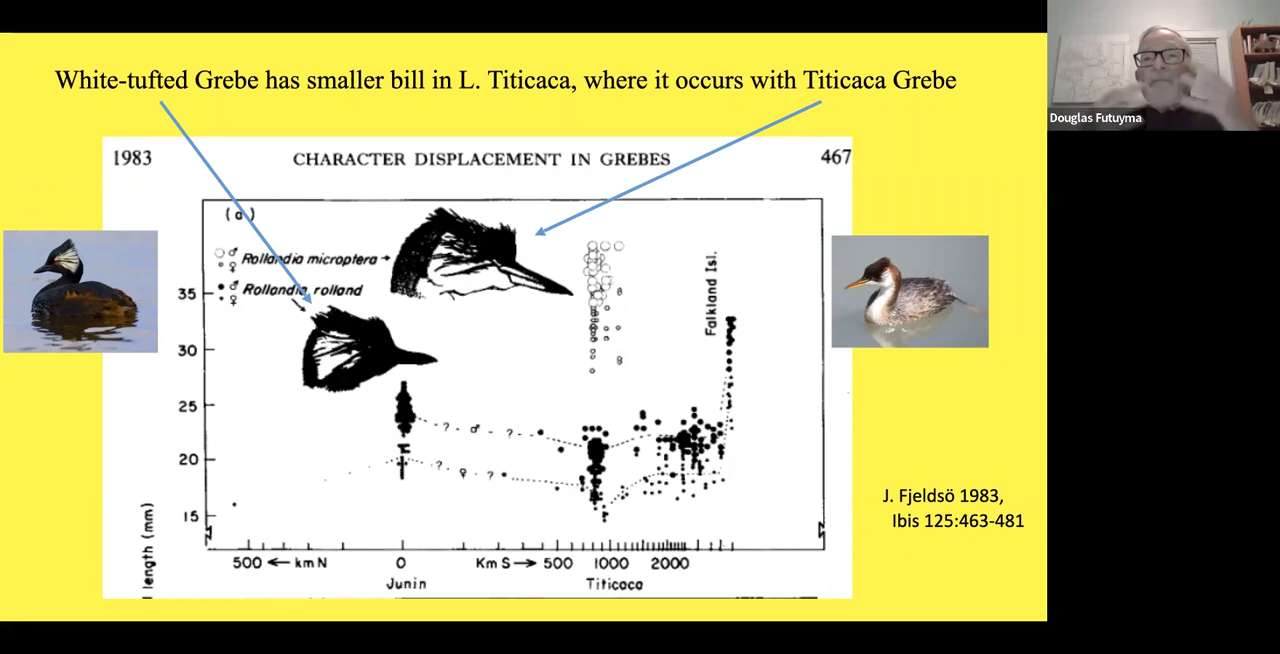 White-tufted Grebe has smaller bill in L. Titicaca, where it occurs with Titicaca Grebe
Douglas Futuyma
1983 CHARACTER DISPLACEMENT IN GREBES 467
(a)
♂ Rollandia microptera
♀
♂ Rollandia rolland
♀
Falkland Isl.
35
30
25
20
15
? ♂ ?
? ♀ ?
length (mm)
500 ← km N 0 Km S → 500 1000 2000
Junin Titicaca
J. Fjeldsö 1983,
Ibis 125:463-481